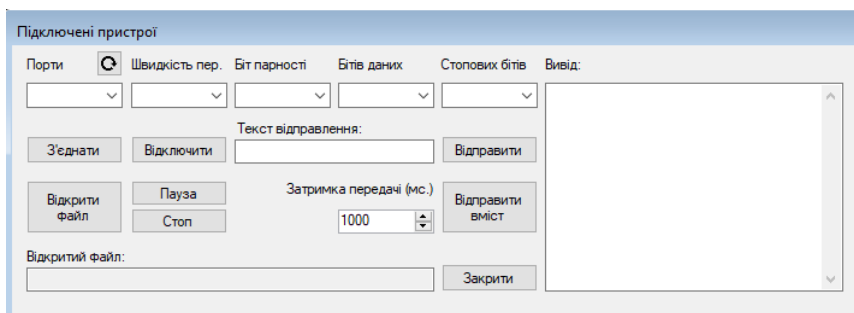 Підключені пристрої
Порти Швидкість пер. Біт парності Бітів даних Стопових бітів Вивід:
Текст відправлення:
З'єднати Відключити Відправити
Відкрити файл
Пауза
Стоп
Затримка передачі (мс.)
1000
Відправити вміст
Відкритий файл:
Закрити